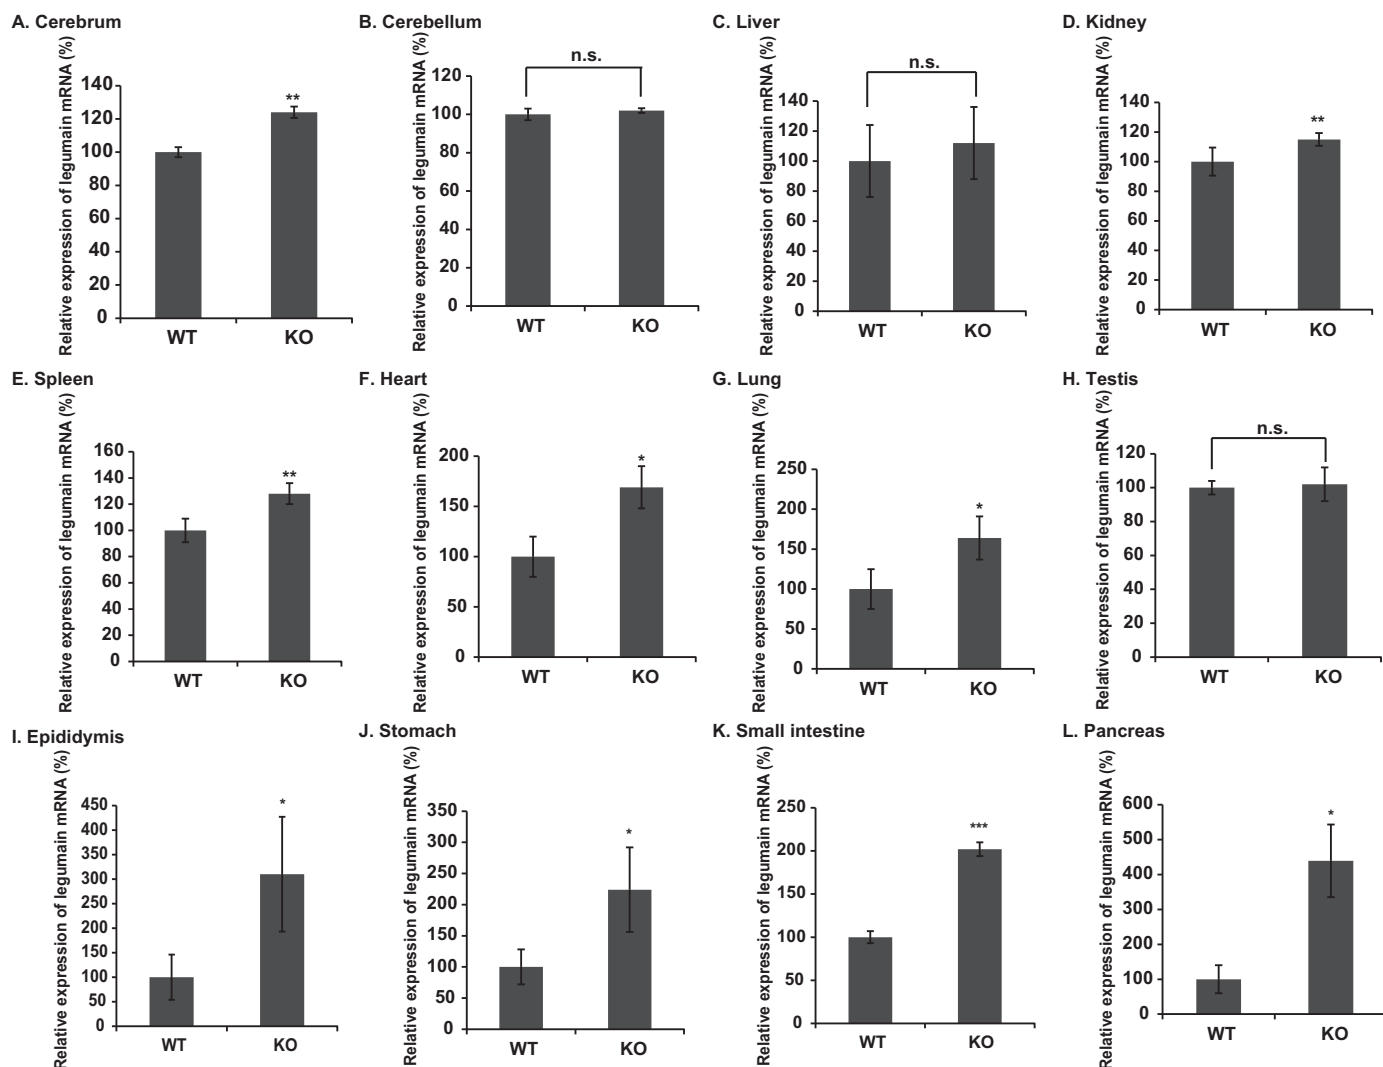 A. Cerebrum
Relative expression of legumain mRNA (%)
140
120
100
80
60
40
20
0
**
WT
KO
B. Cerebellum
Relative expression of legumain mRNA (%)
120
100
80
60
40
20
0
n.s.
WT
KO
C. Liver
Relative expression of legumain mRNA (%)
140
120
100
80
60
40
20
0
n.s.
WT
KO
D. Kidney
Relative expression of legumain mRNA (%)
140
120
100
80
60
40
20
0
**
WT
KO
E. Spleen
Relative expression of legumain mRNA (%)
160
140
120
100
80
60
40
20
0
**
WT
KO
F. Heart
Relative expression of legumain mRNA (%)
200
150
100
50
0
*
WT
KO
G. Lung
Relative expression of legumain mRNA (%)
250
200
150
100
50
0
*
WT
KO
H. Testis
Relative expression of legumain mRNA (%)
120
100
80
60
40
20
0
n.s.
WT
KO
I. Epididymis
Relative expression of legumain mRNA (%)
450
400
350
300
250
200
150
100
50
0
*
WT
KO
J. Stomach
Relative expression of legumain mRNA (%)
350
300
250
200
150
100
50
0
*
WT
KO
K. Small intestine
Relative expression of legumain mRNA (%)
250
200
150
100
50
0
***
WT
KO
L. Pancreas
Relative expression of legumain mRNA (%)
600
500
400
300
200
100
0
*
WT
KO